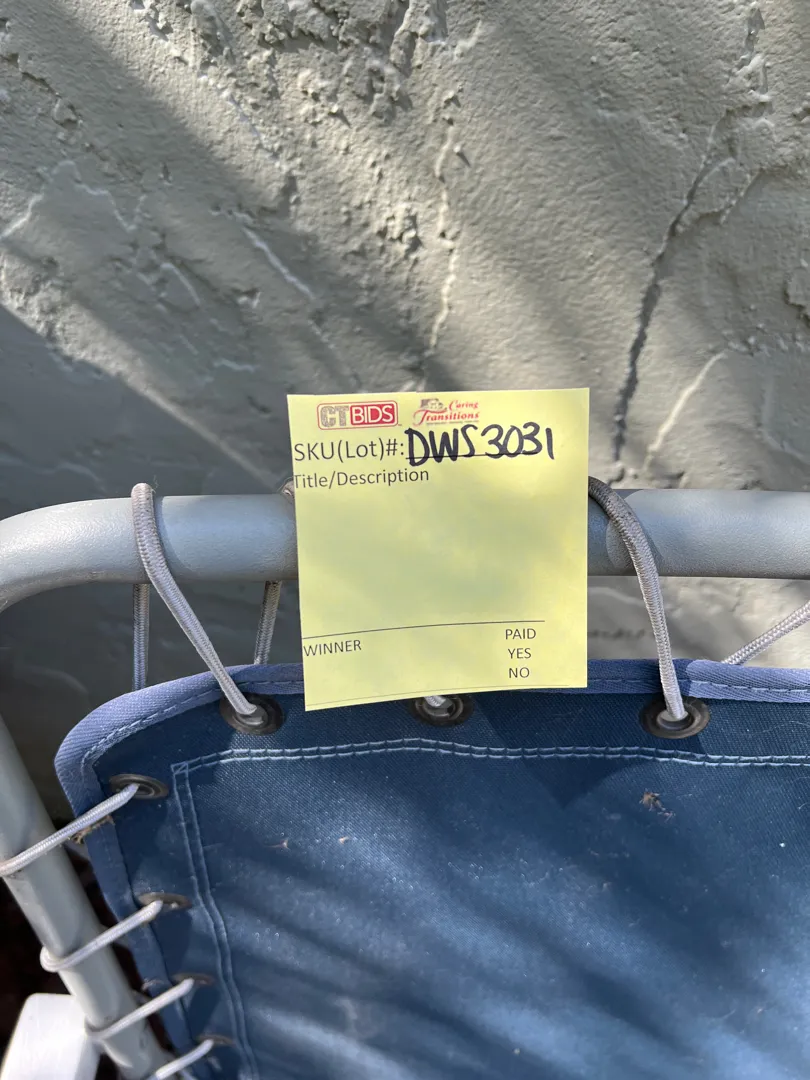 CTBIDS Caring Transitions
SKU(Lot)#: DWS3031
Title/Description
WINNER
PAID
YES
NO